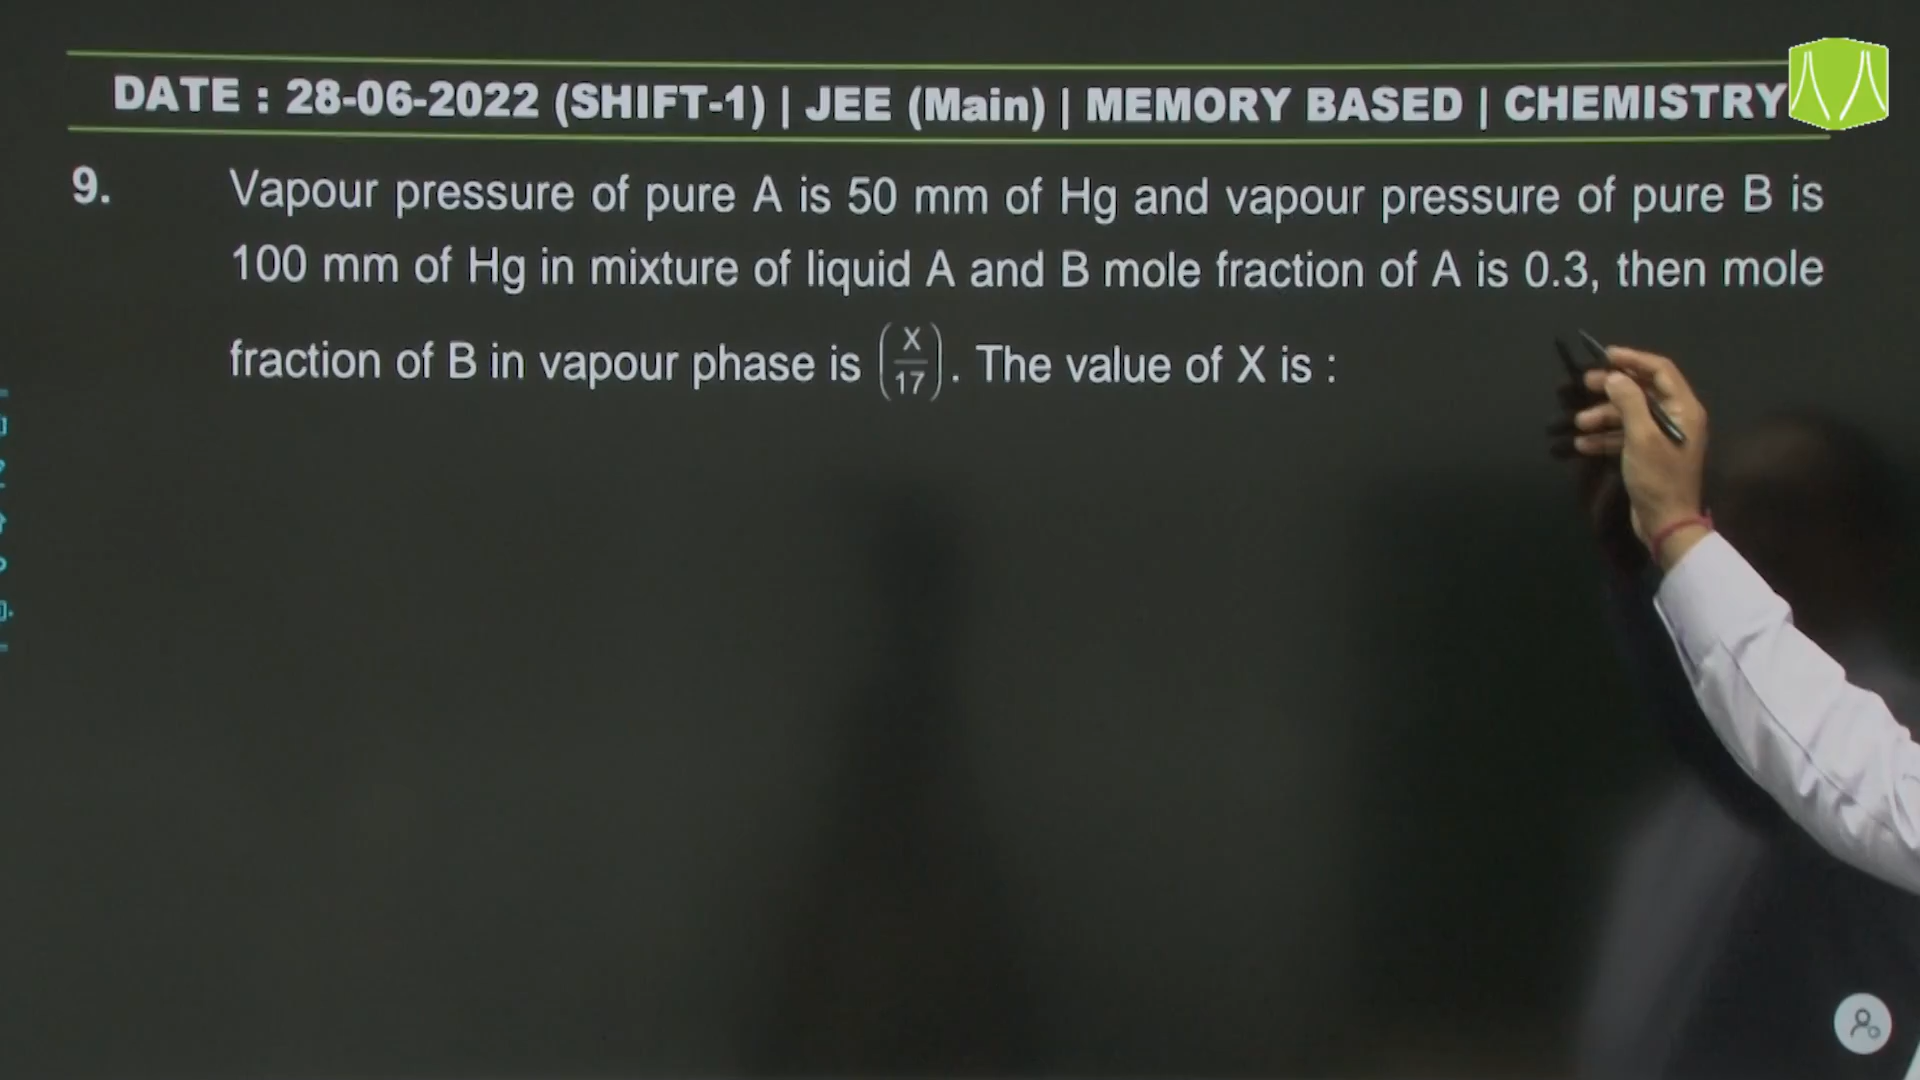 DATE : 28-06-2022 (SHIFT-1) | JEE (Main) | MEMORY BASED | CHEMISTRY
9. Vapour pressure of pure A is 50 mm of Hg and vapour pressure of pure B is
100 mm of Hg in mixture of liquid A and B mole fraction of A is 0.3, then mole
fraction of B in vapour phase is (X/17). The value of X is :